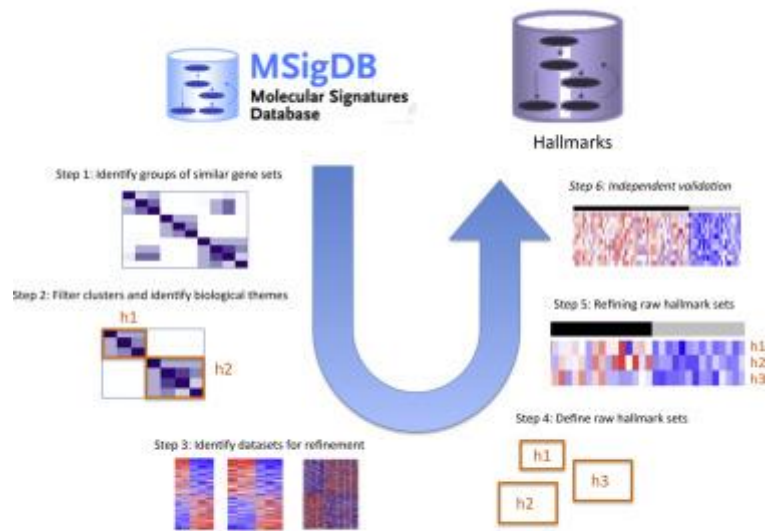 MSigDB
Molecular Signatures
Database
Hallmarks
Step 1: Identify groups of similar gene sets
Step 2: Filter clusters and identify biological themes
h1
h2
Step 3: Identify datasets for refinement
Step 4: Define raw hallmark sets
h1
h3
h2
Step 5: Refining raw hallmark sets
h1
h2
h3
Step 6: Independent validation